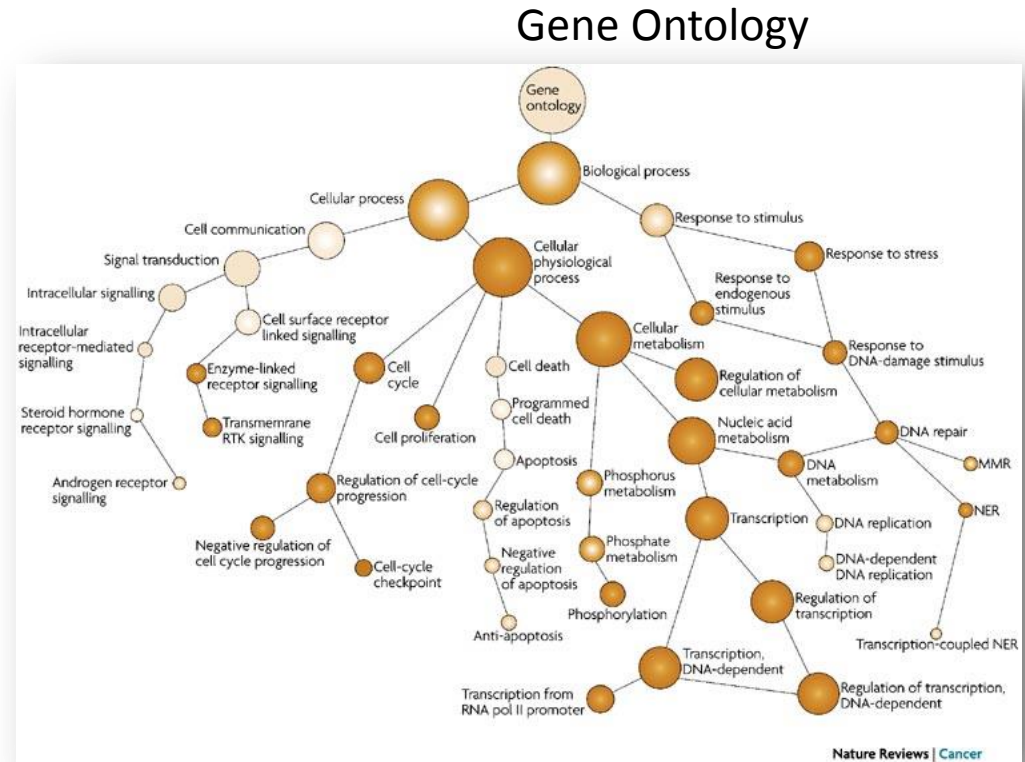 Gene Ontology
Gene
ontology
Biological process
Cellular process
Response to stimulus
Cell communication
Cellular
physiological
process
Response to stress
Signal transduction
Response to
endogenous
stimulus
Intracellular signalling
Cell surface receptor
linked signalling
Intracellular
receptor-mediated
signalling
Cellular
metabolism
Response to
DNA-damage stimulus
Enzyme-linked
receptor signalling
Cell
cycle
Cell death
Regulation of
cellular metabolism
Steroid hormone
receptor signalling
Transmemrane
RTK signalling
Cell proliferation
Programmed
cell death
Nucleic acid
metabolism
DNA repair
Androgen receptor
signalling
Regulation of cell-cycle
progression
Apoptosis
Phosphorus
metabolism
DNA
metabolism
MMR
Regulation
of apoptosis
Transcription
DNA replication
NER
Negative regulation of
cell cycle progression
Cell-cycle
checkpoint
Negative
regulation
of apoptosis
Phosphate
metabolism
DNA-dependent
DNA replication
Phosphorylation
Regulation of
transcription
Anti-apoptosis
Transcription-coupled NER
Transcription,
DNA-dependent
Transcription from
RNA pol II promoter
Regulation of transcription,
DNA-dependent
Nature Reviews | Cancer